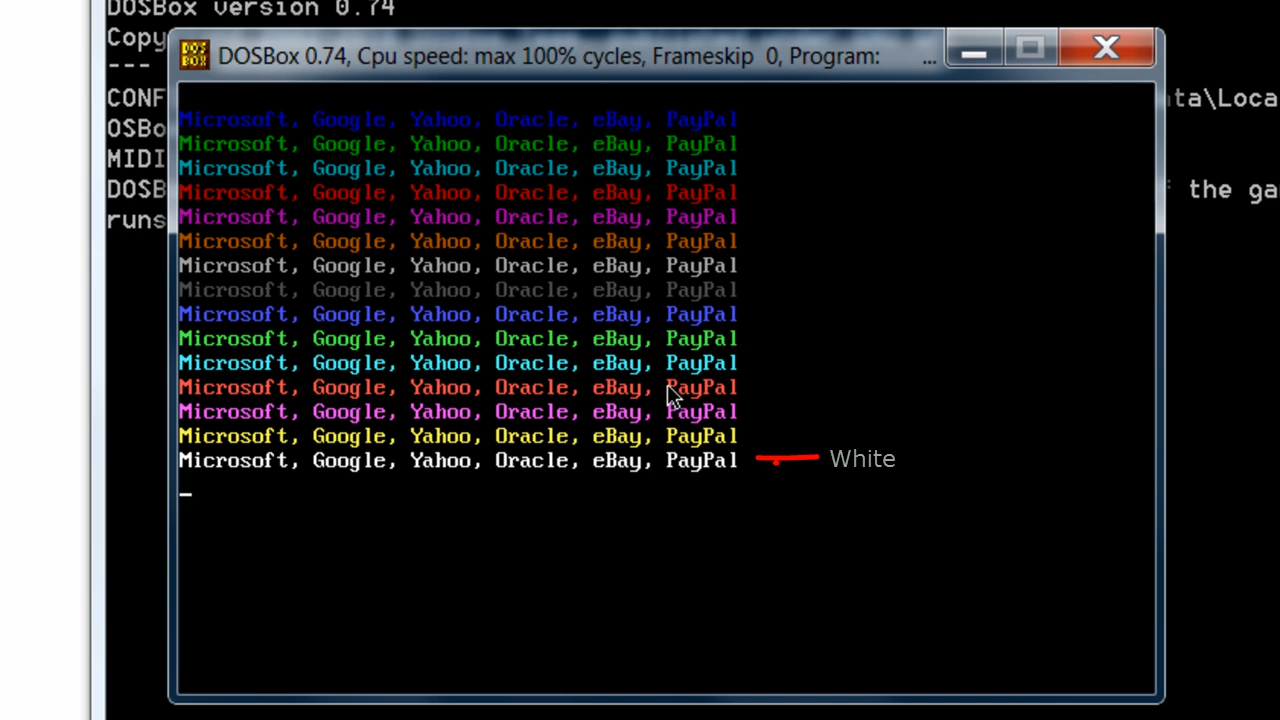 DOSBox version 0.74
Copy
DOSBox 0.74, Cpu speed: max 100% cycles, Frameskip 0, Program: ...
---
CONF
ta\Loca
OSBo
MIDI
DOSB
the ga
runs
Microsoft, Google, Yahoo, Oracle, eBay, PayPal
Microsoft, Google, Yahoo, Oracle, eBay, PayPal
Microsoft, Google, Yahoo, Oracle, eBay, PayPal
Microsoft, Google, Yahoo, Oracle, eBay, PayPal
Microsoft, Google, Yahoo, Oracle, eBay, PayPal
Microsoft, Google, Yahoo, Oracle, eBay, PayPal
Microsoft, Google, Yahoo, Oracle, eBay, PayPal
Microsoft, Google, Yahoo, Oracle, eBay, PayPal
Microsoft, Google, Yahoo, Oracle, eBay, PayPal
Microsoft, Google, Yahoo, Oracle, eBay, PayPal
Microsoft, Google, Yahoo, Oracle, eBay, PayPal
Microsoft, Google, Yahoo, Oracle, eBay, PayPal
Microsoft, Google, Yahoo, Oracle, eBay, PayPal
Microsoft, Google, Yahoo, Oracle, eBay, PayPal
Microsoft, Google, Yahoo, Oracle, eBay, PayPal White